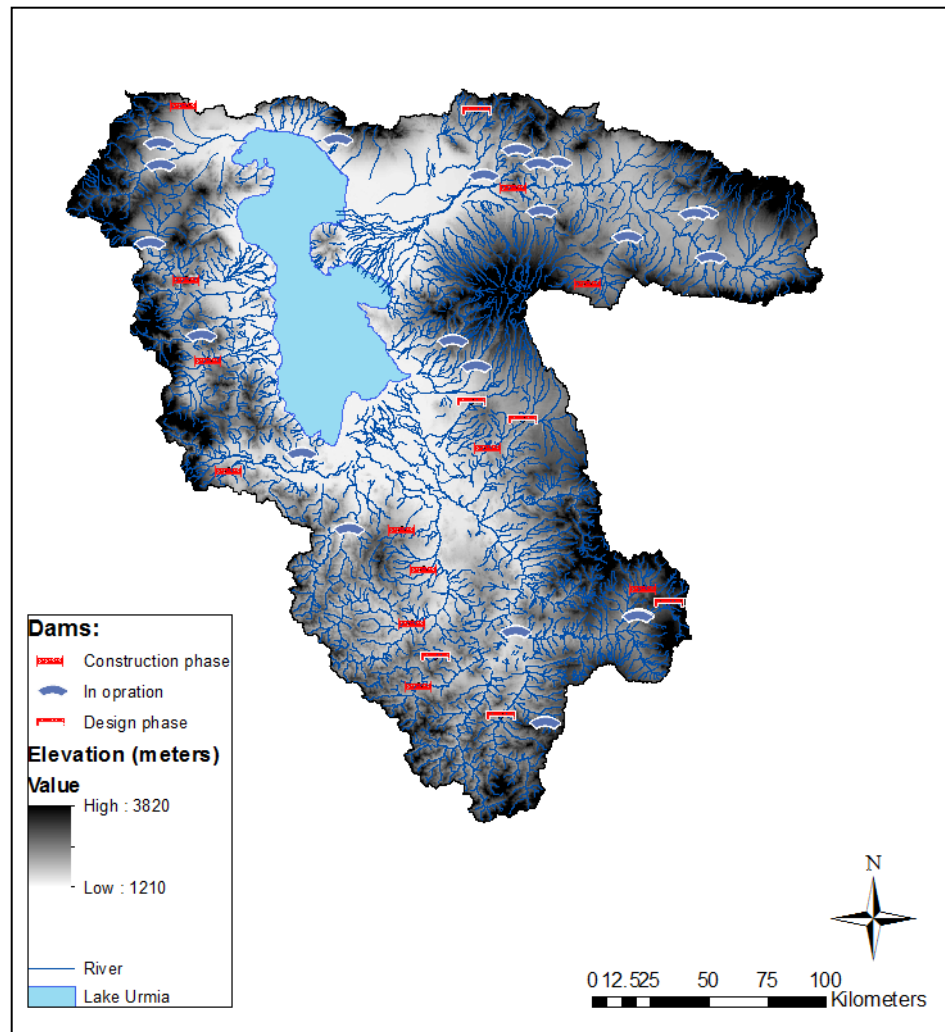 Dams:
Construction phase
In opration
Design phase
Elevation (meters)
Value
High : 3820
Low : 1210
River
Lake Urmia
N
0 12.525 50 75 100
Kilometers